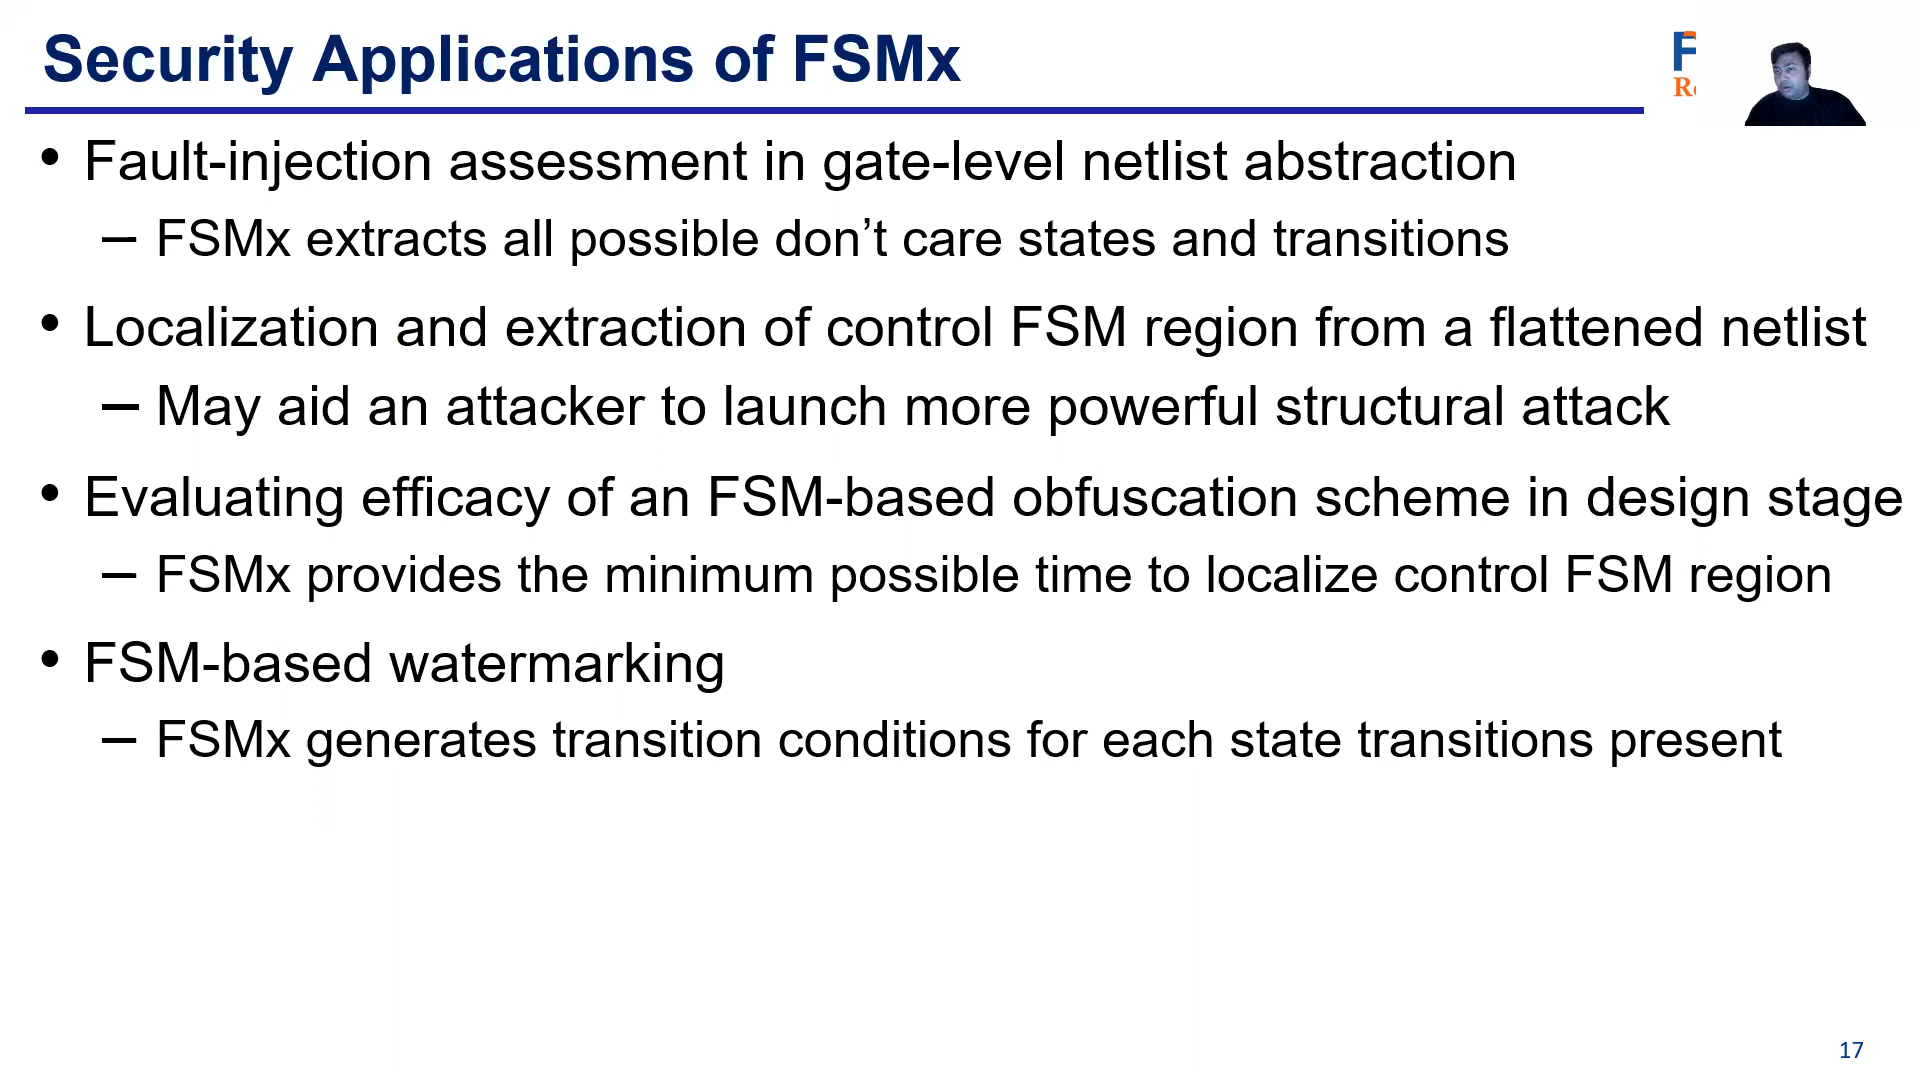 Security Applications of FSMx
• Fault-injection assessment in gate-level netlist abstraction
– FSMx extracts all possible don’t care states and transitions
• Localization and extraction of control FSM region from a flattened netlist
– May aid an attacker to launch more powerful structural attack
• Evaluating efficacy of an FSM-based obfuscation scheme in design stage
– FSMx provides the minimum possible time to localize control FSM region
• FSM-based watermarking
– FSMx generates transition conditions for each state transitions present
17